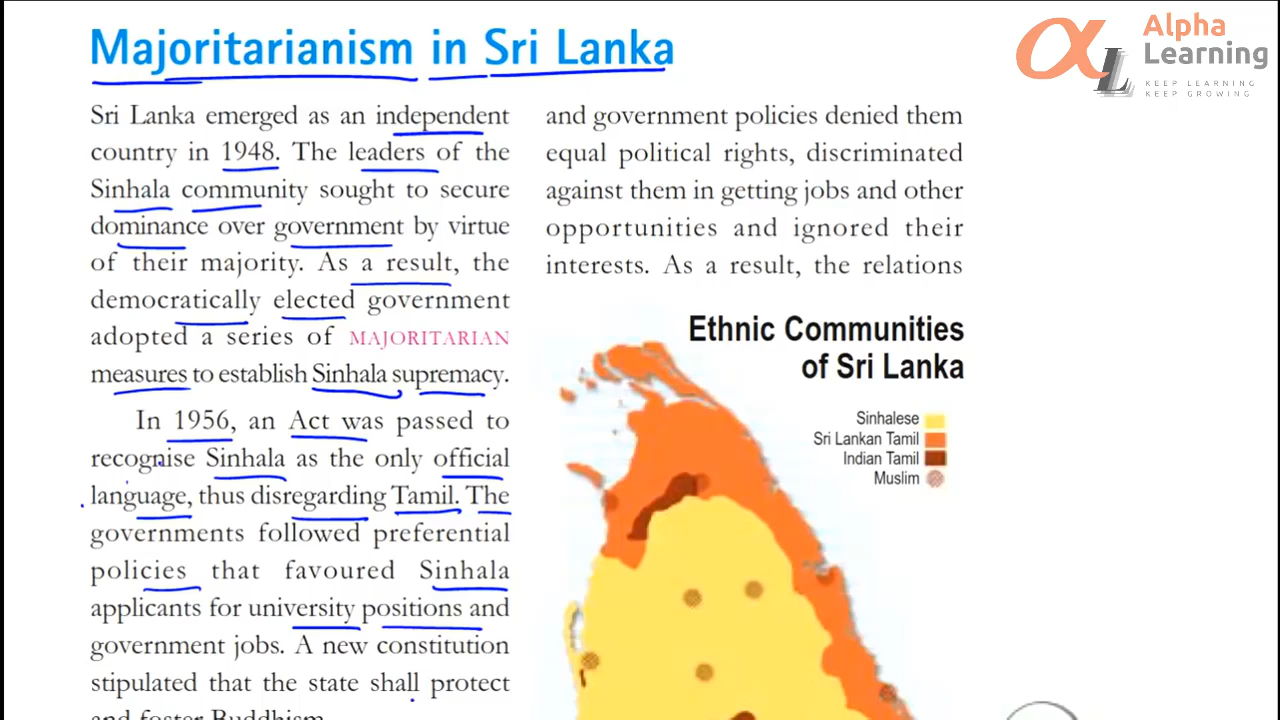 Majoritarianism in Sri Lanka
Alpha
Learning
KEEP LEARNING
KEEP GROWING
Sri Lanka emerged as an independent
country in 1948. The leaders of the
Sinhala community sought to secure
dominance over government by virtue
of their majority. As a result, the
democratically elected government
adopted a series of MAJORITARIAN
measures to establish Sinhala supremacy.
In 1956, an Act was passed to
recognise Sinhala as the only official
language, thus disregarding Tamil. The
governments followed preferential
policies that favoured Sinhala
applicants for university positions and
government jobs. A new constitution
stipulated that the state shall protect
and foster Buddhism.
and government policies denied them
equal political rights, discriminated
against them in getting jobs and other
opportunities and ignored their
interests. As a result, the relations
Ethnic Communities
of Sri Lanka
Sinhalese
Sri Lankan Tamil
Indian Tamil
Muslim